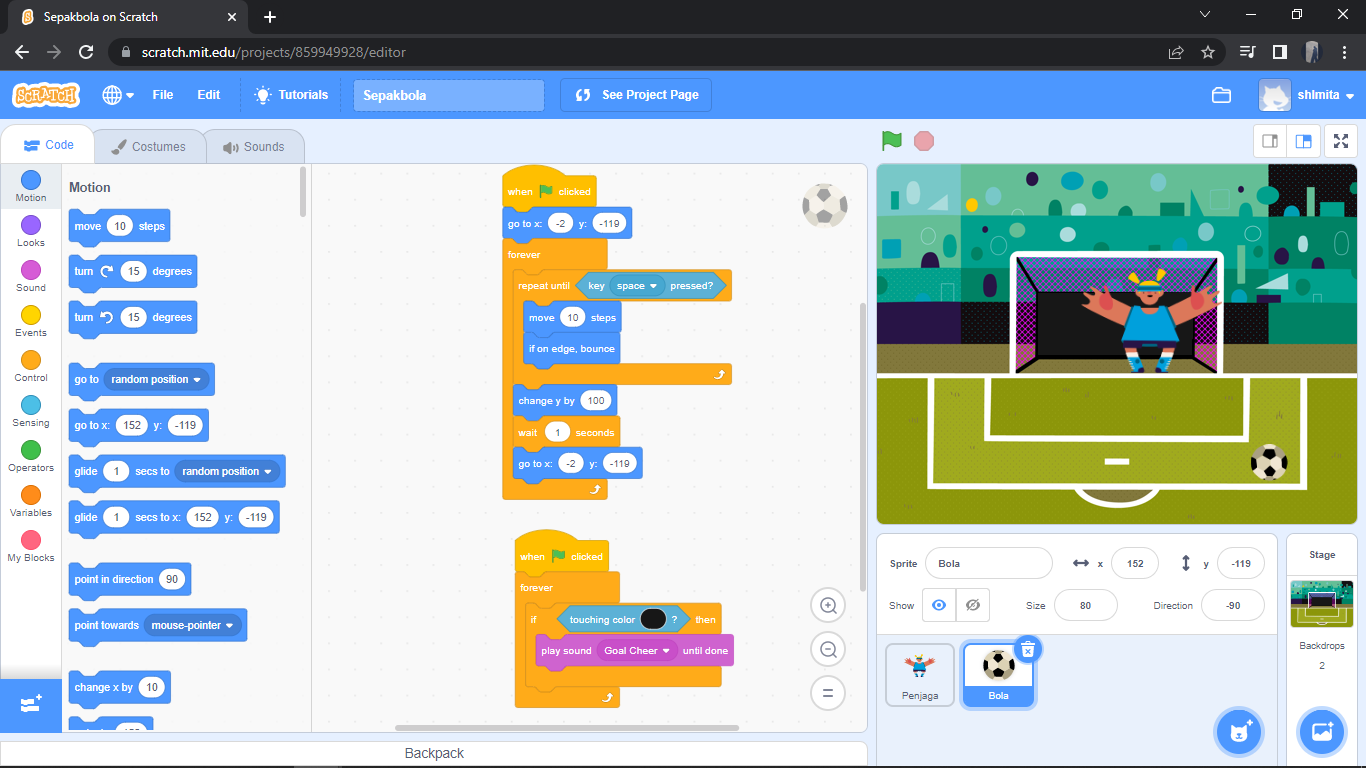 Sepakbola on Scratch
scratch.mit.edu/projects/859949928/editor
SCRATCH
File
Edit
Tutorials
Sepakbola
See Project Page
shlmita
Code
Costumes
Sounds
Motion
Looks
Sound
Events
Control
Sensing
Operators
Variables
My Blocks
Motion
move 10 steps
turn 15 degrees
turn 15 degrees
go to random position
go to x: 152 y: -119
glide 1 secs to random position
glide 1 secs to x: 152 y: -119
point in direction 90
point towards mouse-pointer
change x by 10
when clicked
go to x: -2 y: -119
forever
repeat until key space pressed?
move 10 steps
if on edge, bounce
change y by 100
wait 1 seconds
go to x: -2 y: -119
when clicked
forever
if touching color ? then
play sound Goal Cheer until done
Backpack
Sprite Bola x 152 y -119
Show Size 80 Direction -90
Penjaga
Bola
Stage
Backdrops
2